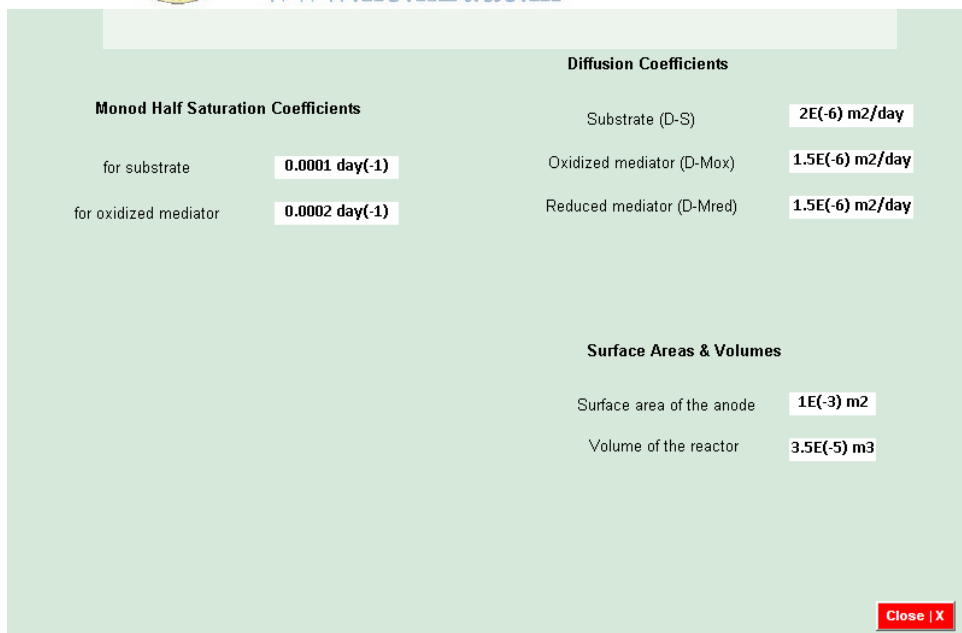 Diffusion Coefficients
Monod Half Saturation Coefficients
Substrate (D-S) 2E(-6) m2/day
for substrate 0.0001 day(-1)
Oxidized mediator (D-Mox) 1.5E(-6) m2/day
for oxidized mediator 0.0002 day(-1)
Reduced mediator (D-Mred) 1.5E(-6) m2/day
Surface Areas & Volumes
Surface area of the anode 1E(-3) m2
Volume of the reactor 3.5E(-5) m3
Close | X